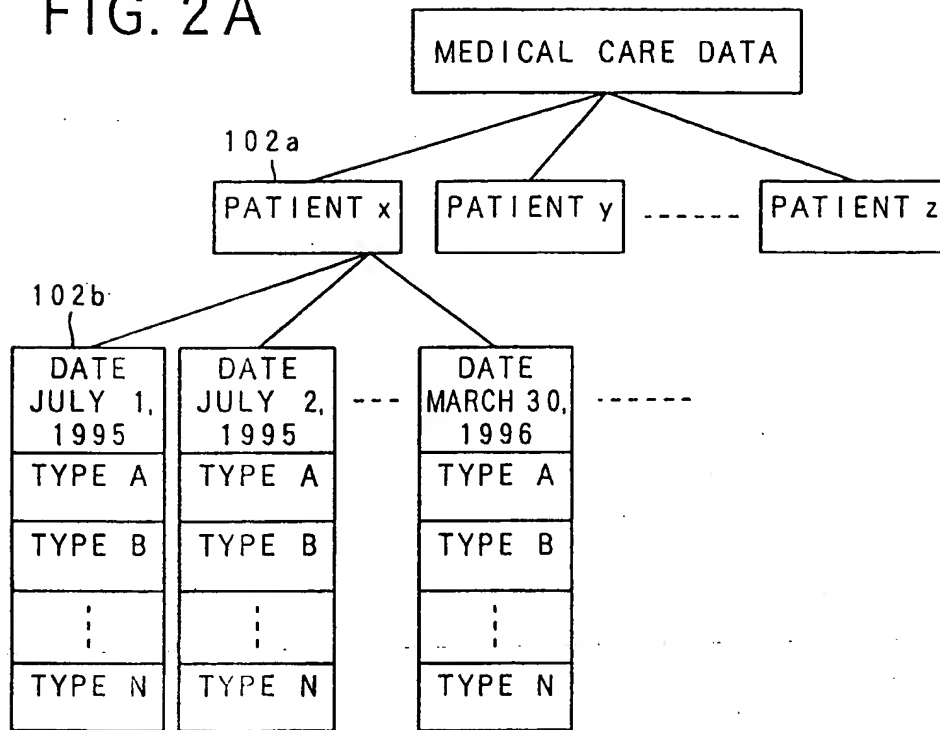 FIG. 2A
MEDICAL CARE DATA
102a
PATIENT x
PATIENT y
PATIENT z
102b
DATE
JULY 1,
1995
TYPE A
TYPE B
TYPE N
DATE
JULY 2,
1995
TYPE A
TYPE B
TYPE N
DATE
MARCH 30,
1996
TYPE A
TYPE B
TYPE N